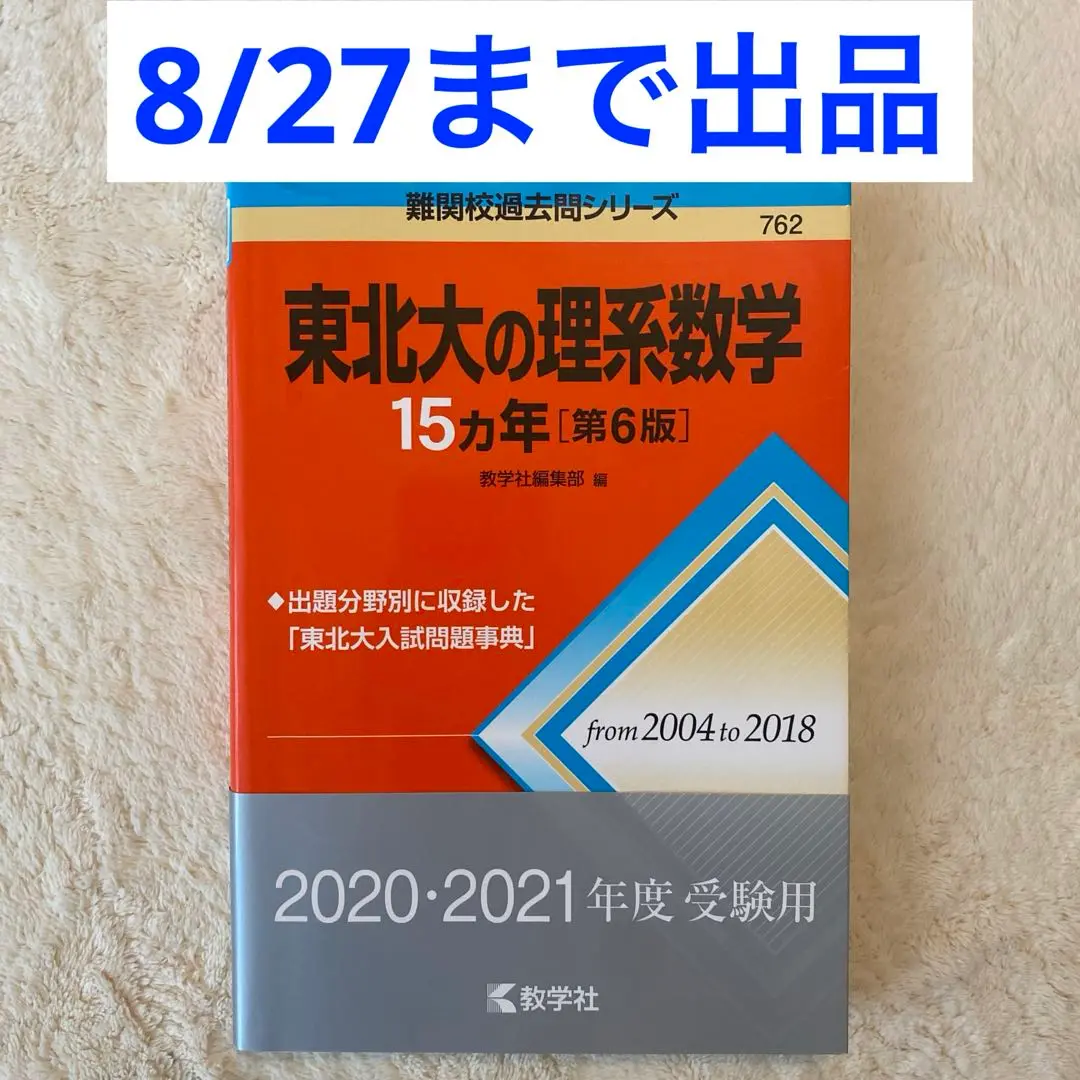 8/27まで出品
難関校過去問シリーズ
762
東北大の理系数学
15カ年[第6版]
教学社編集部 編
◆出題分野別に収録した
「東北大入試問題事典」
from 2004 to 2018
2020・2021年度 受験用
教学社